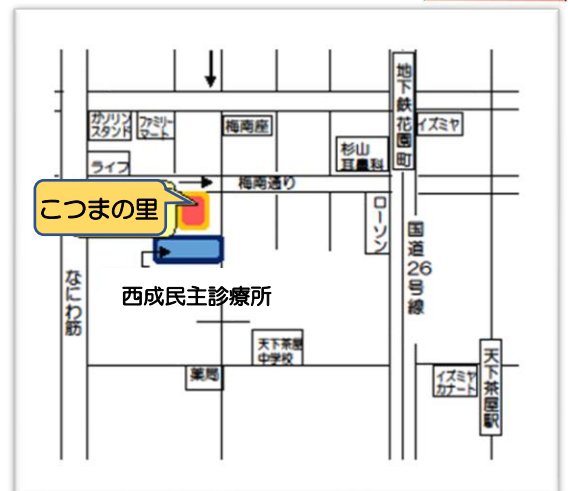 地下鉄花園町
ガソリン
スタンド
ファミリー
マート
梅南座
イズミヤ
杉山
耳鼻科
ライフ
梅南通り
こつまの里
ローソン
国道26号線
なにわ筋
西成民主診療所
天下茶屋
中学校
薬局
イズミヤ
カナート
天下茶屋駅